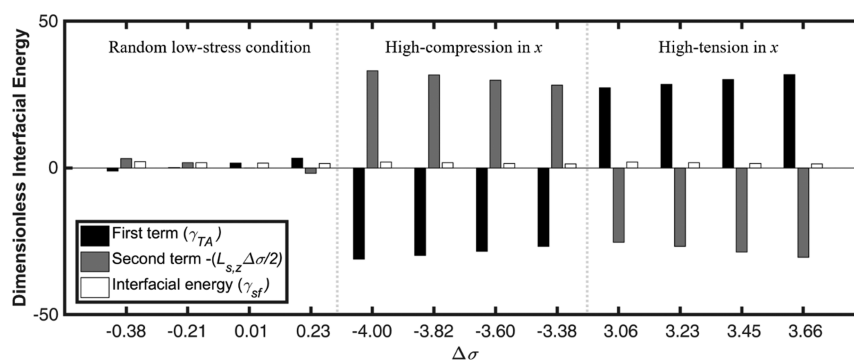 50
Random low-stress condition
High-compression in x
High-tension in x
Dimensionless Interfacial Energy
0
First term (γTA)
Second term -(Ls,zΔσ/2)
Interfacial energy (γsf)
-50
-0.38 -0.21 0.01 0.23 -4.00 -3.82 -3.60 -3.38 3.06 3.23 3.45 3.66
Δσ